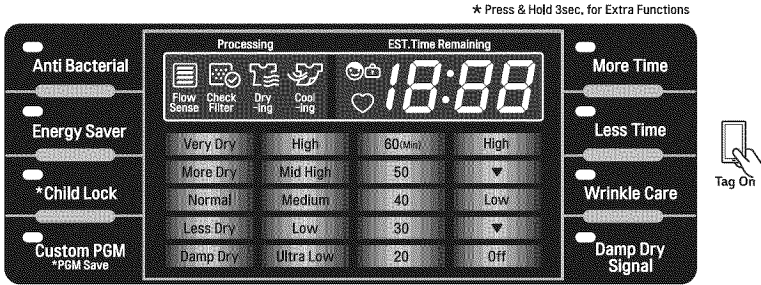 * Press & Hold 3sec. for Extra Functions
Processing
EST.Time Remaining
Anti Bacterial
Energy Saver
*Child Lock
Custom PGM
*PGM Save
Flow
Sense
Check
Filter
Dry
-ing
Cool
-ing
18:88
Very Dry High 60(Min) High
More Dry Mid High 50 ▼
Normal Medium 40 Low
Less Dry Low 30 ▼
Damp Dry Ultra Low 20 Off
More Time
Less Time
Wrinkle Care
Damp Dry
Signal
Tag On